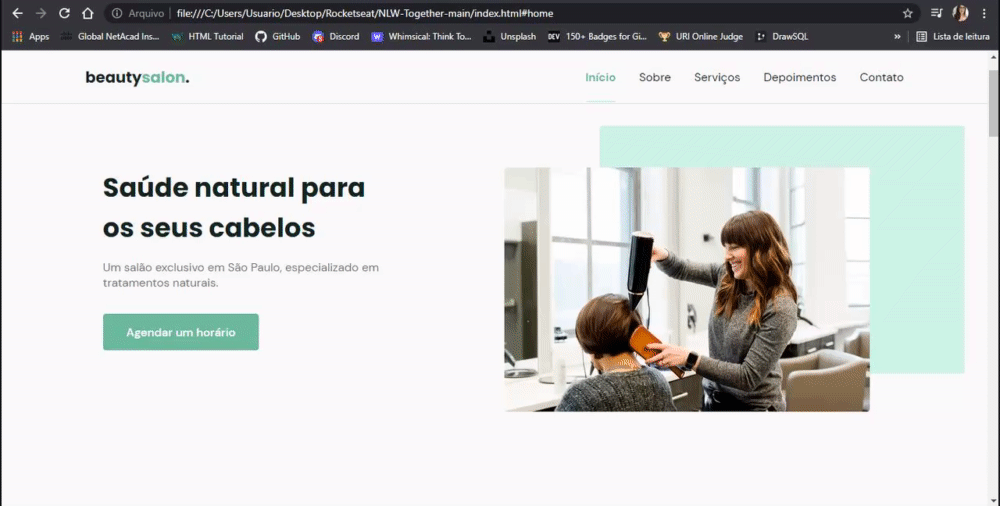 Arquivo | file:///C:/Users/Usuario/Desktop/Rocketseat/NLW-Together-main/index.html#home
Apps Global NetAcad Ins... HTML Tutorial GitHub Discord Whimsical: Think To... Unsplash DEV 150+ Badges for Gi... URI Online Judge DrawSQL » Lista de leitura
beautysalon. Início Sobre Serviços Depoimentos Contato
Saúde natural para
os seus cabelos
Um salão exclusivo em São Paulo, especializado em
tratamentos naturais.
Agendar um horário